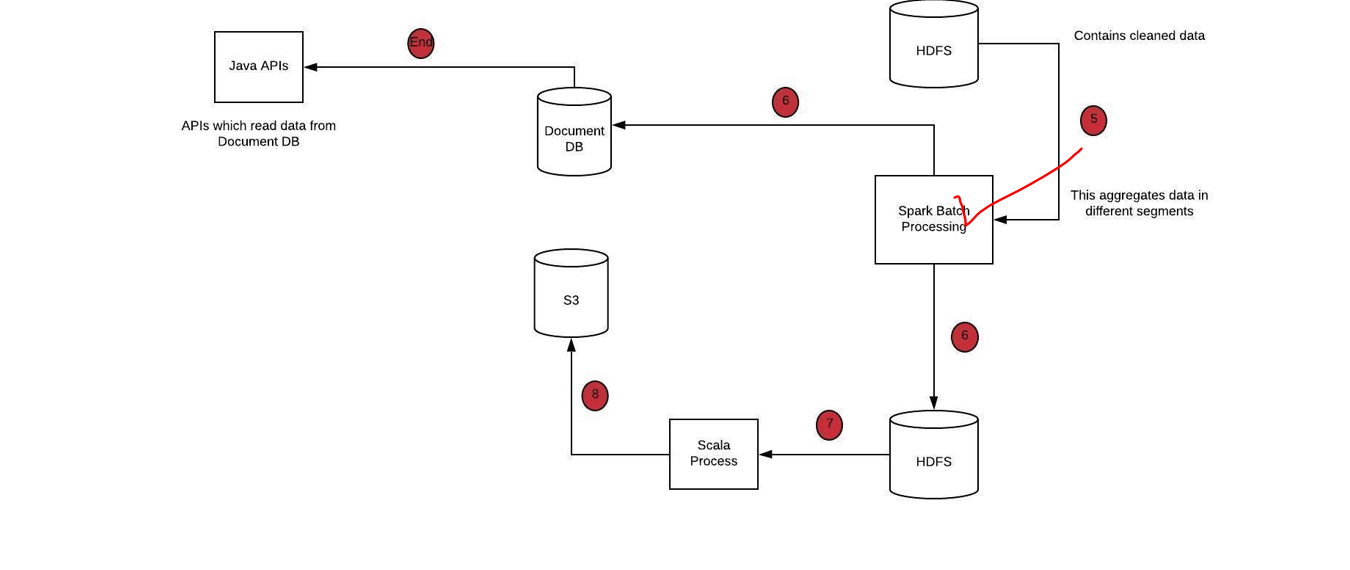 End
HDFS
Contains cleaned data
Java APIs
6
5
APIs which read data from
Document DB
Document
DB
This aggregates data in
different segments
Spark Batch
Processing
S3
6
8
7
Scala
Process
HDFS